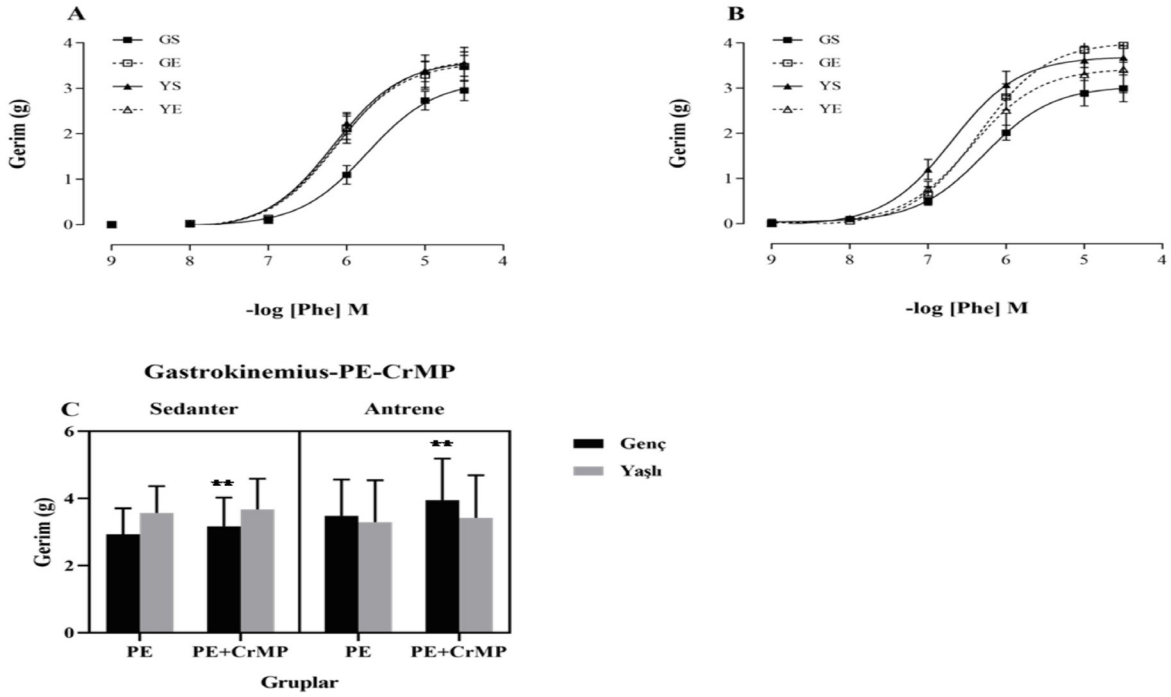 A
4
3
2
1
0
Gerim (g)
GS
GE
YS
YE
9 8 7 6 5 4
-log [Phe] M
B
4
3
2
1
0
Gerim (g)
GS
GE
YS
YE
9 8 7 6 5 4
-log [Phe] M
Gastrokinemius-PE-CrMP
C
Sedanter Antrene
6
4
2
0
Gerim (g)
** **
PE PE+CrMP PE PE+CrMP
Gruplar
Genç
Yaşlı